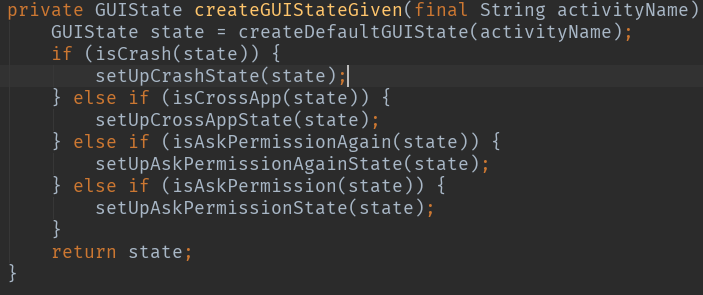 private GUIState createGUIStateGiven(final String activityName)
    GUIState state = createDefaultGUIState(activityName);
    if (isCrash(state)) {
        setUpCrashState(state);
    } else if (isCrossApp(state)) {
        setUpCrossAppState(state);
    } else if (isAskPermissionAgain(state)) {
        setUpAskPermissionAgainState(state);
    } else if (isAskPermission(state)) {
        setUpAskPermissionState(state);
    }
    return state;
}